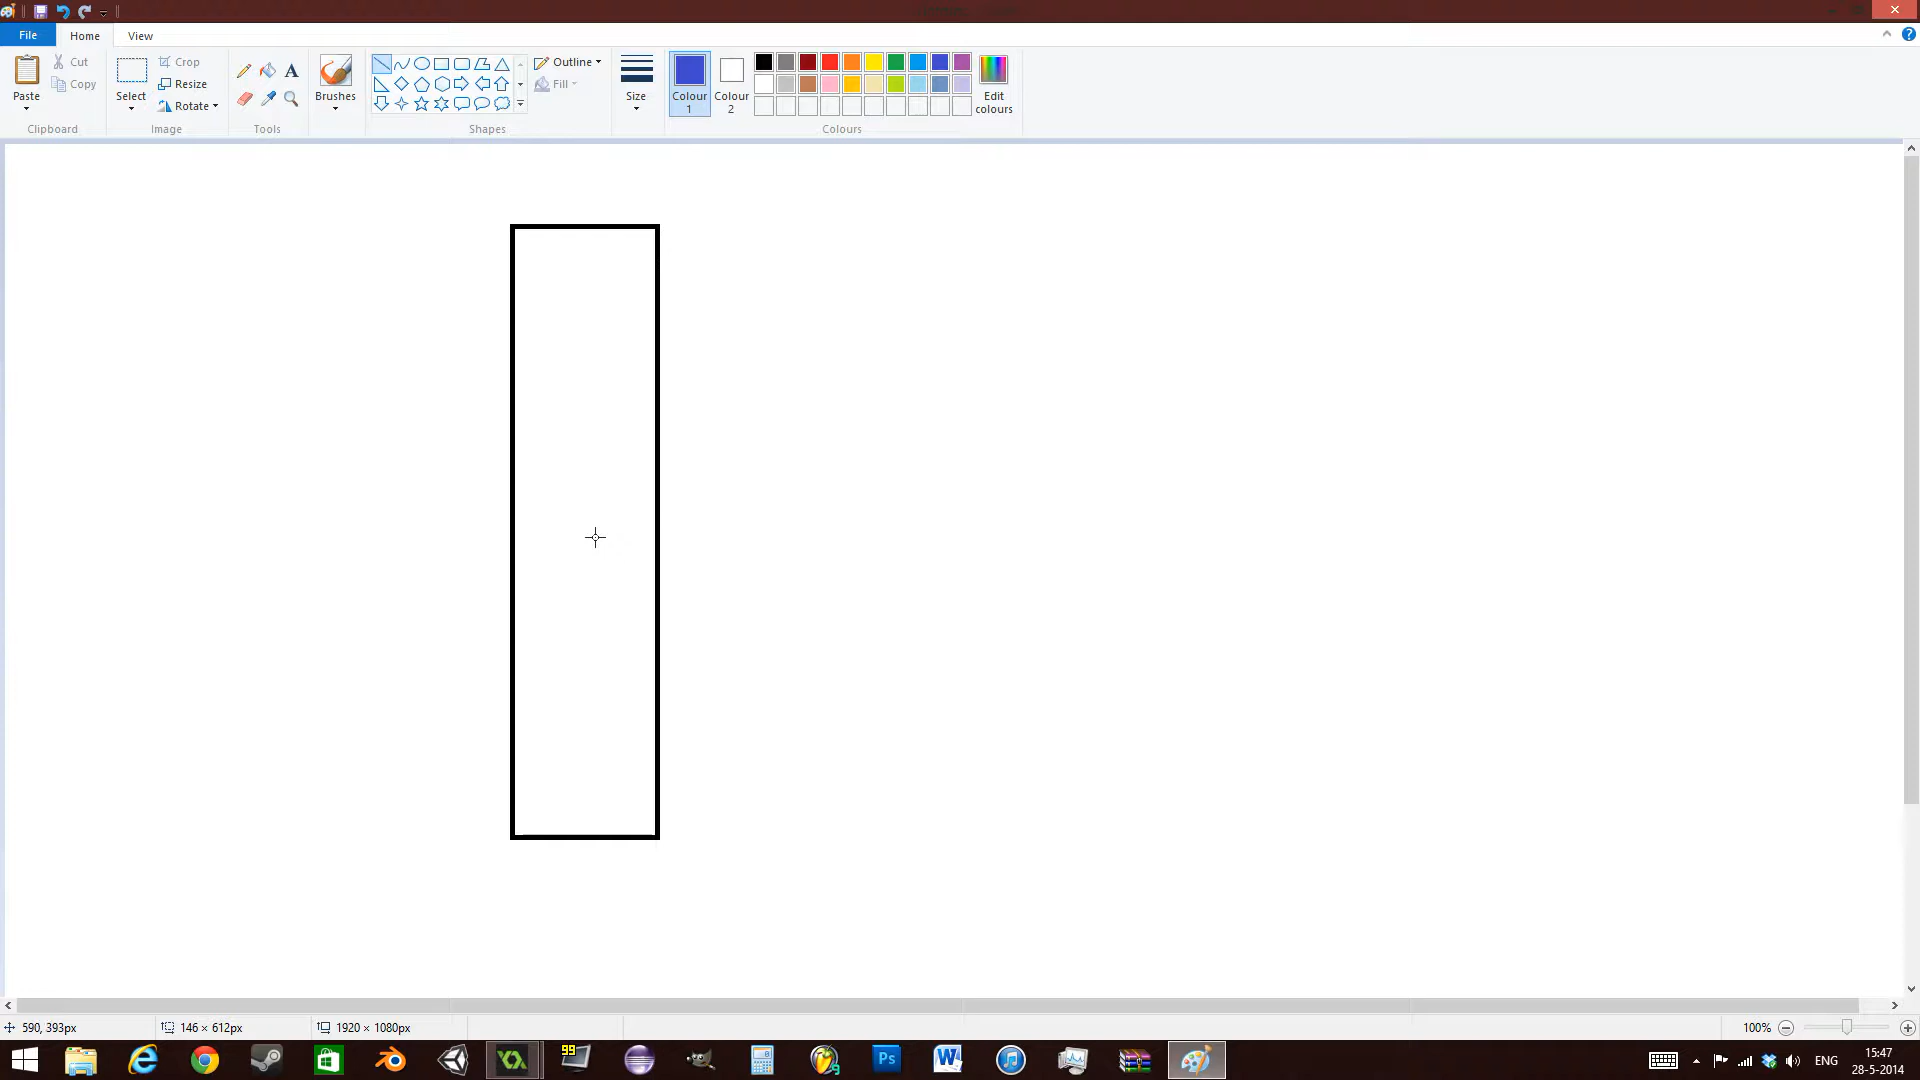 File Home View
Paste
Cut
Copy
Clipboard
Select
Crop
Resize
Rotate
Image
A
Tools
Brushes
Outline
Fill
Shapes
Size
Colour 1
Colour 2
Edit colours
Colours
590, 393px
146 × 612px
1920 × 1080px
100%
99
Ps
W
ENG
15:47
28-5-2014